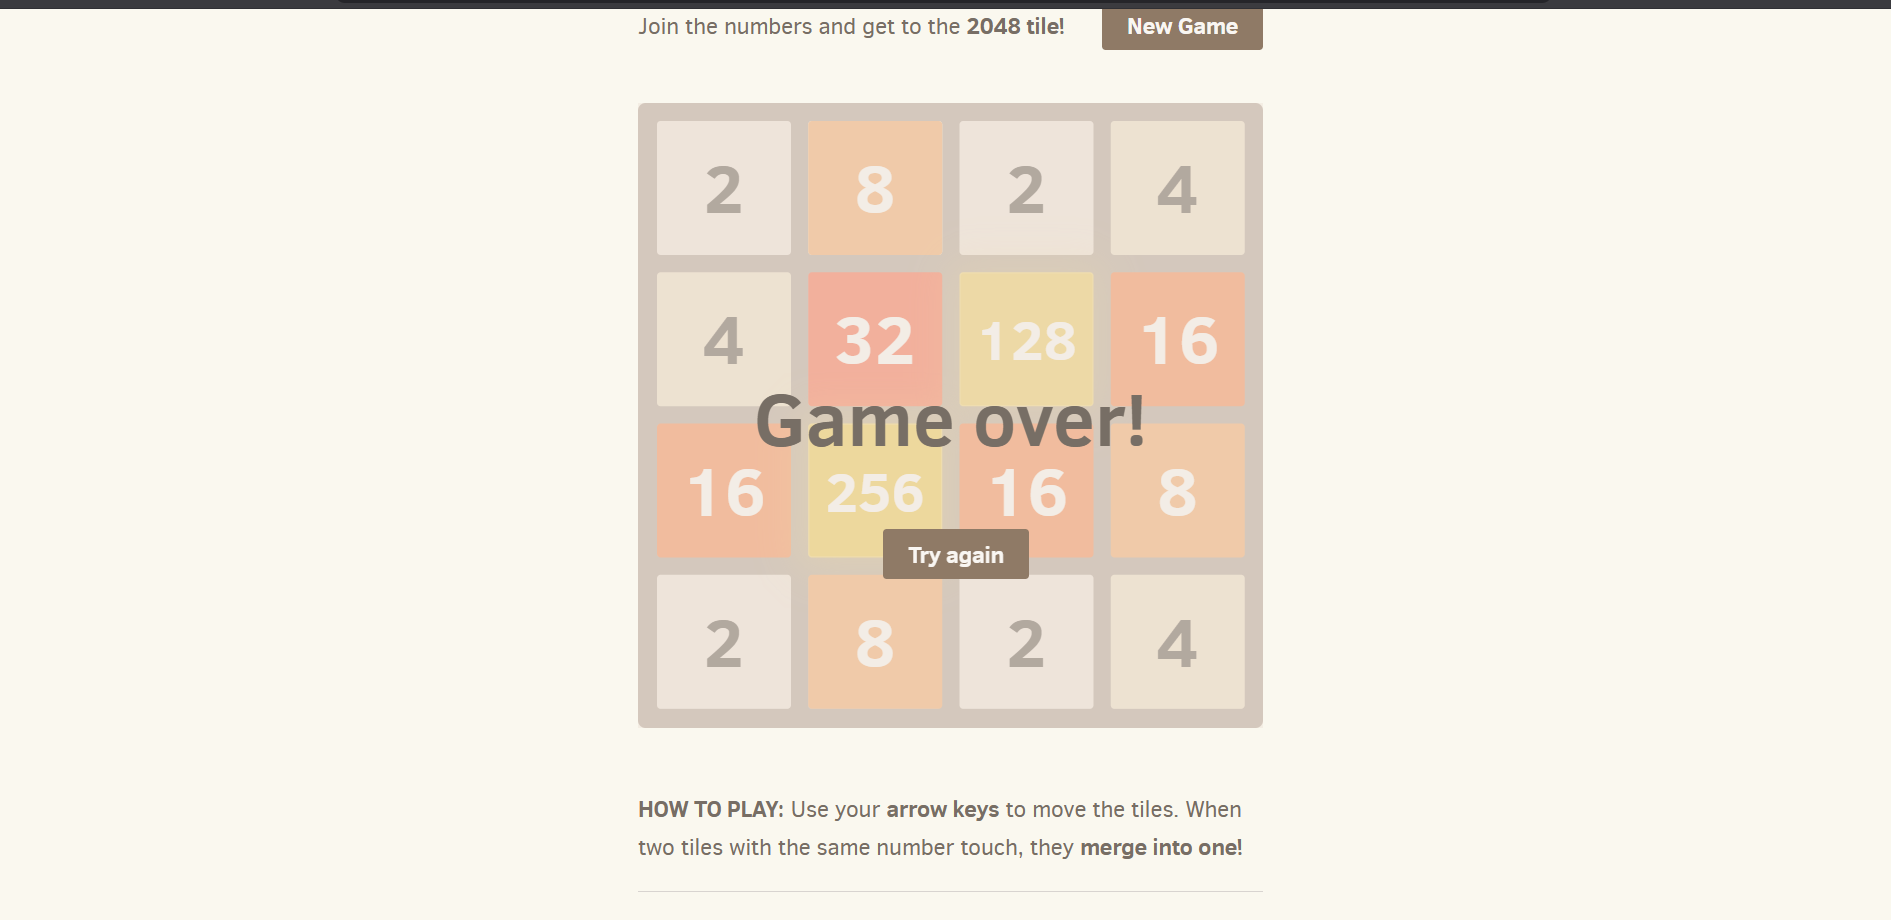 Join the numbers and get to the 2048 tile! New Game
2 8 2 4
4 32 128 16
Game over!
16 256 16 8
Try again
2 8 2 4
HOW TO PLAY: Use your arrow keys to move the tiles. When
two tiles with the same number touch, they merge into one!